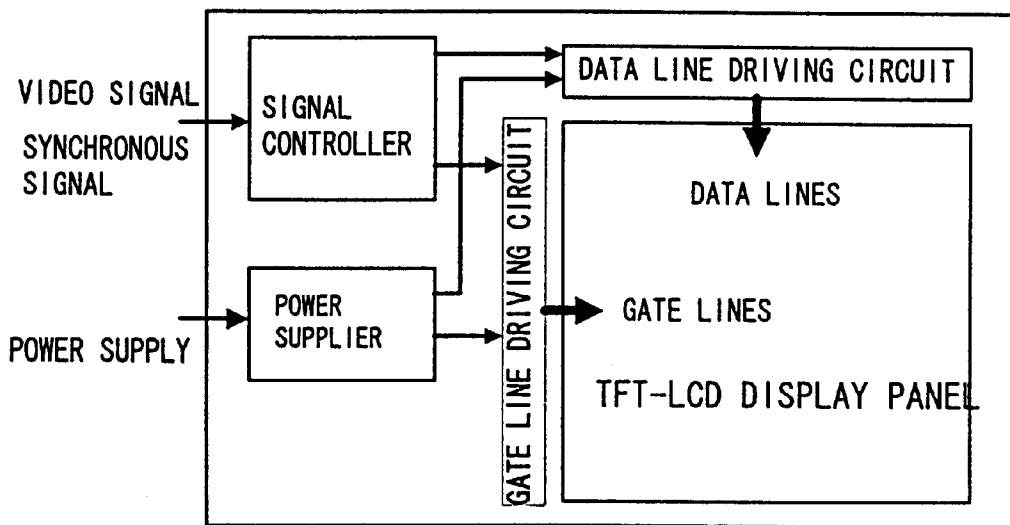 VIDEO SIGNAL
SYNCHRONOUS
SIGNAL
POWER SUPPLY
SIGNAL
CONTROLLER
POWER
SUPPLIER
GATE LINE DRIVING CIRCUIT
DATA LINE DRIVING CIRCUIT
DATA LINES
GATE LINES
TFT-LCD DISPLAY PANEL